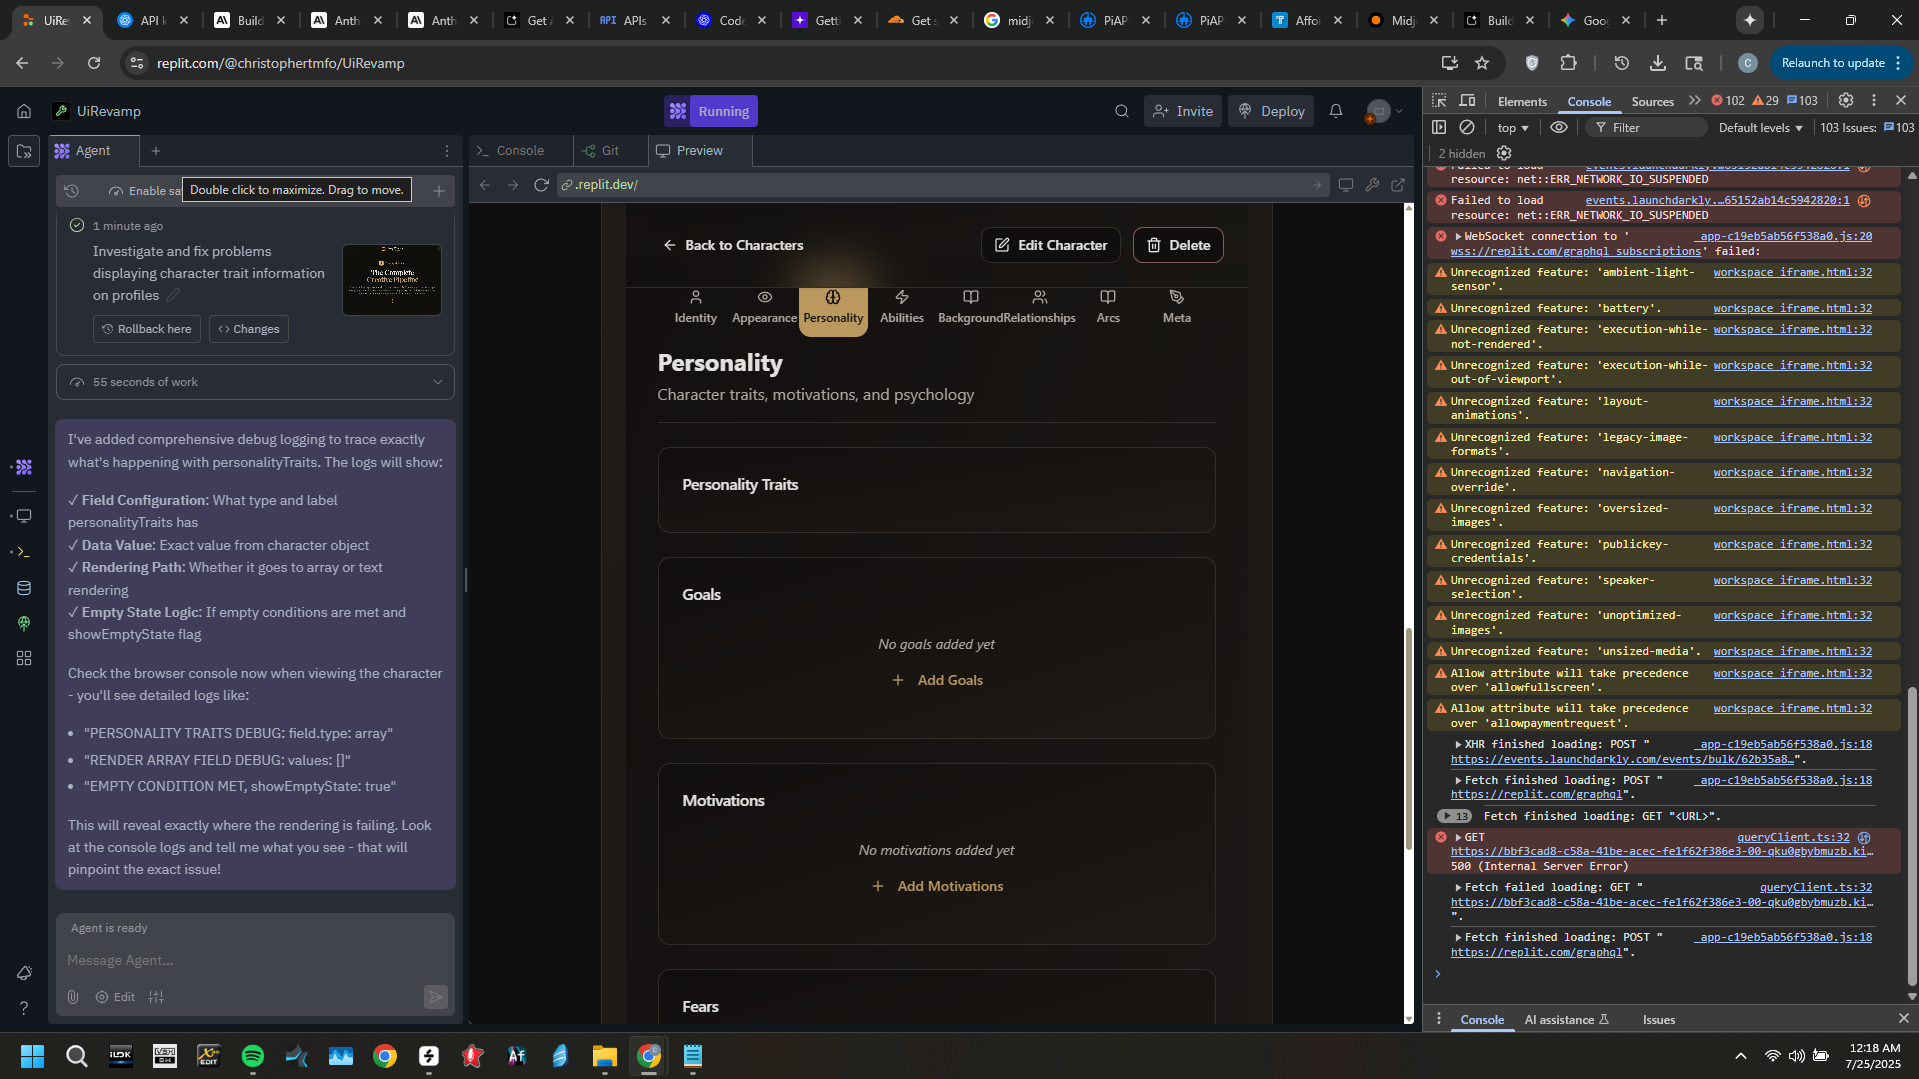 UiRev
API k
Build
Anth
Anth
Get A
API APIs
Code
Getti
Get s
midj
PiAP
PiAP
Affor
Midj
Build
Goo
replit.com/@christophertmfo/UiRevamp
C
Relaunch to update
UiRevamp
Running
Invite
Deploy
Agent
Enable sa
Double click to maximize. Drag to move.
1 minute ago
Investigate and fix problems
displaying character trait information
on profiles
The Complete
Creative Pipeline
Rollback here
Changes
55 seconds of work
I've added comprehensive debug logging to trace exactly
what's happening with personalityTraits. The logs will show:
✓ Field Configuration: What type and label
personalityTraits has
✓ Data Value: Exact value from character object
✓ Rendering Path: Whether it goes to array or text
rendering
✓ Empty State Logic: If empty conditions are met and
showEmptyState flag
Check the browser console now when viewing the character
- you'll see detailed logs like:
• "PERSONALITY TRAITS DEBUG: field.type: array"
• "RENDER ARRAY FIELD DEBUG: values: []"
• "EMPTY CONDITION MET, showEmptyState: true"
This will reveal exactly where the rendering is failing. Look
at the console logs and tell me what you see - that will
pinpoint the exact issue!
Agent is ready
Message Agent...
Edit
Console
Git
Preview
.replit.dev/
Back to Characters
Edit Character
Delete
Identity
Appearance
Personality
Abilities
Background
Relationships
Arcs
Meta
Personality
Character traits, motivations, and psychology
Personality Traits
Goals
No goals added yet
+ Add Goals
Motivations
No motivations added yet
+ Add Motivations
Fears
Elements
Console
Sources
102
29
103
top
Filter
Default levels
103 Issues:
103
2 hidden
resource: net::ERR_NETWORK_IO_SUSPENDED
Failed to load events.launchdarkly.…65152ab14c5942820:1
resource: net::ERR_NETWORK_IO_SUSPENDED
WebSocket connection to ' _app-c19eb5ab56f538a0.js:20
wss://replit.com/graphql_subscriptions' failed:
Unrecognized feature: 'ambient-light- workspace_iframe.html:32
sensor'.
Unrecognized feature: 'battery'. workspace_iframe.html:32
Unrecognized feature: 'execution-while- workspace_iframe.html:32
not-rendered'.
Unrecognized feature: 'execution-while- workspace_iframe.html:32
out-of-viewport'.
Unrecognized feature: 'layout- workspace_iframe.html:32
animations'.
Unrecognized feature: 'legacy-image- workspace_iframe.html:32
formats'.
Unrecognized feature: 'navigation- workspace_iframe.html:32
override'.
Unrecognized feature: 'oversized- workspace_iframe.html:32
images'.
Unrecognized feature: 'publickey- workspace_iframe.html:32
credentials'.
Unrecognized feature: 'speaker- workspace_iframe.html:32
selection'.
Unrecognized feature: 'unoptimized- workspace_iframe.html:32
images'.
Unrecognized feature: 'unsized-media'. workspace_iframe.html:32
Allow attribute will take precedence workspace_iframe.html:32
over 'allowfullscreen'.
Allow attribute will take precedence workspace_iframe.html:32
over 'allowpaymentrequest'.
XHR finished loading: POST " _app-c19eb5ab56f538a0.js:18
https://events.launchdarkly.com/events/bulk/62b35a8…".
Fetch finished loading: POST " _app-c19eb5ab56f538a0.js:18
https://replit.com/graphql".
13 Fetch finished loading: GET "<URL>".
GET queryClient.ts:32
https://bbf3cad8-c58a-41be-acec-fe1f62f386e3-00-qku0gbybmuzb.ki…
500 (Internal Server Error)
Fetch failed loading: GET " queryClient.ts:32
https://bbf3cad8-c58a-41be-acec-fe1f62f386e3-00-qku0gbybmuzb.ki…
".
Fetch finished loading: POST " _app-c19eb5ab56f538a0.js:18
https://replit.com/graphql".
Console
AI assistance
Issues
12:18 AM
7/25/2025